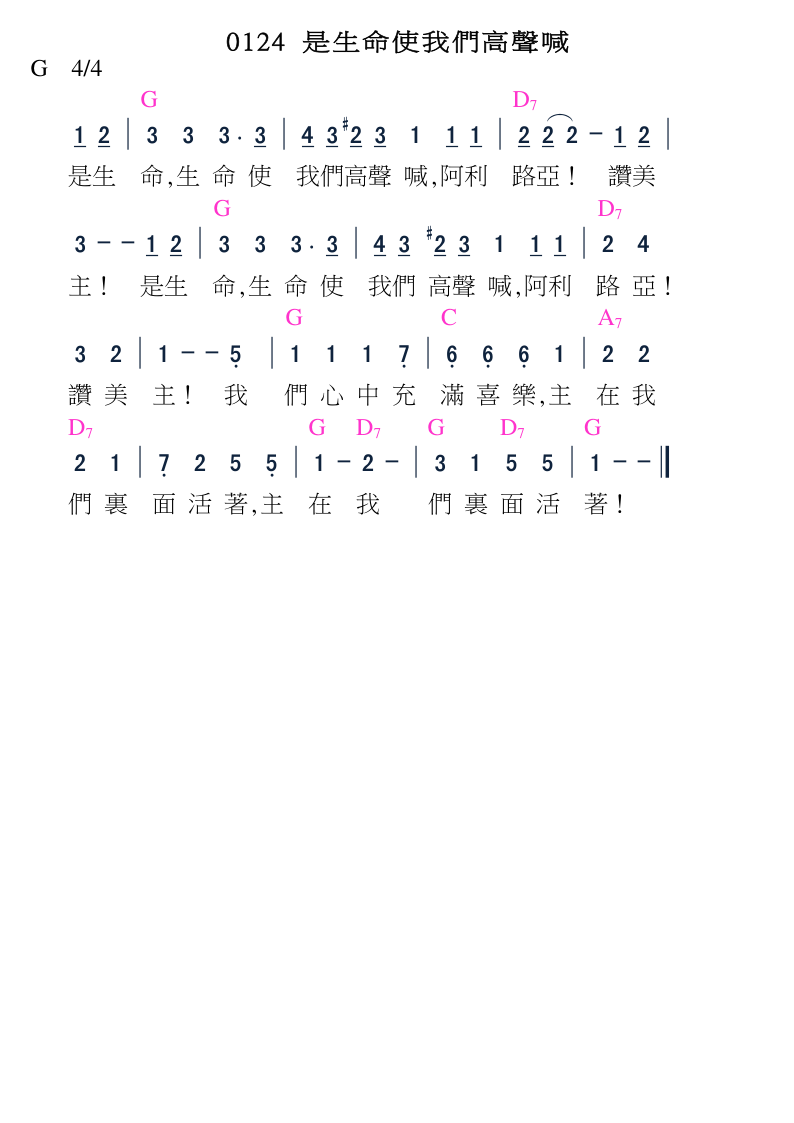 0124 是生命使我們高聲喊
G 4/4
G D7
1 2 | 3 3 3 . 3 | 4 3 #2 3 1 1 1 | 2 2 2 - 1 2 |
是生 命,生 命 使 我們高聲 喊,阿利 路亞! 讚美
G D7
3 - - 1 2 | 3 3 3 . 3 | 4 3 #2 3 1 1 1 | 2 4
主! 是生 命,生 命 使 我們 高聲 喊,阿利 路 亞!
G C A7
3 2 | 1 - - 5̣ | 1 1 1 7̣ | 6̣ 6̣ 6̣ 1 | 2 2
讚 美 主! 我 們 心 中 充 滿 喜 樂,主 在 我
D7 G D7 G D7 G
2 1 | 7̣ 2 5 5̣ | 1 - 2 - | 3 1 5 5 | 1 - - ‖
們 裏 面 活 著,主 在 我 們 裏 面 活 著!